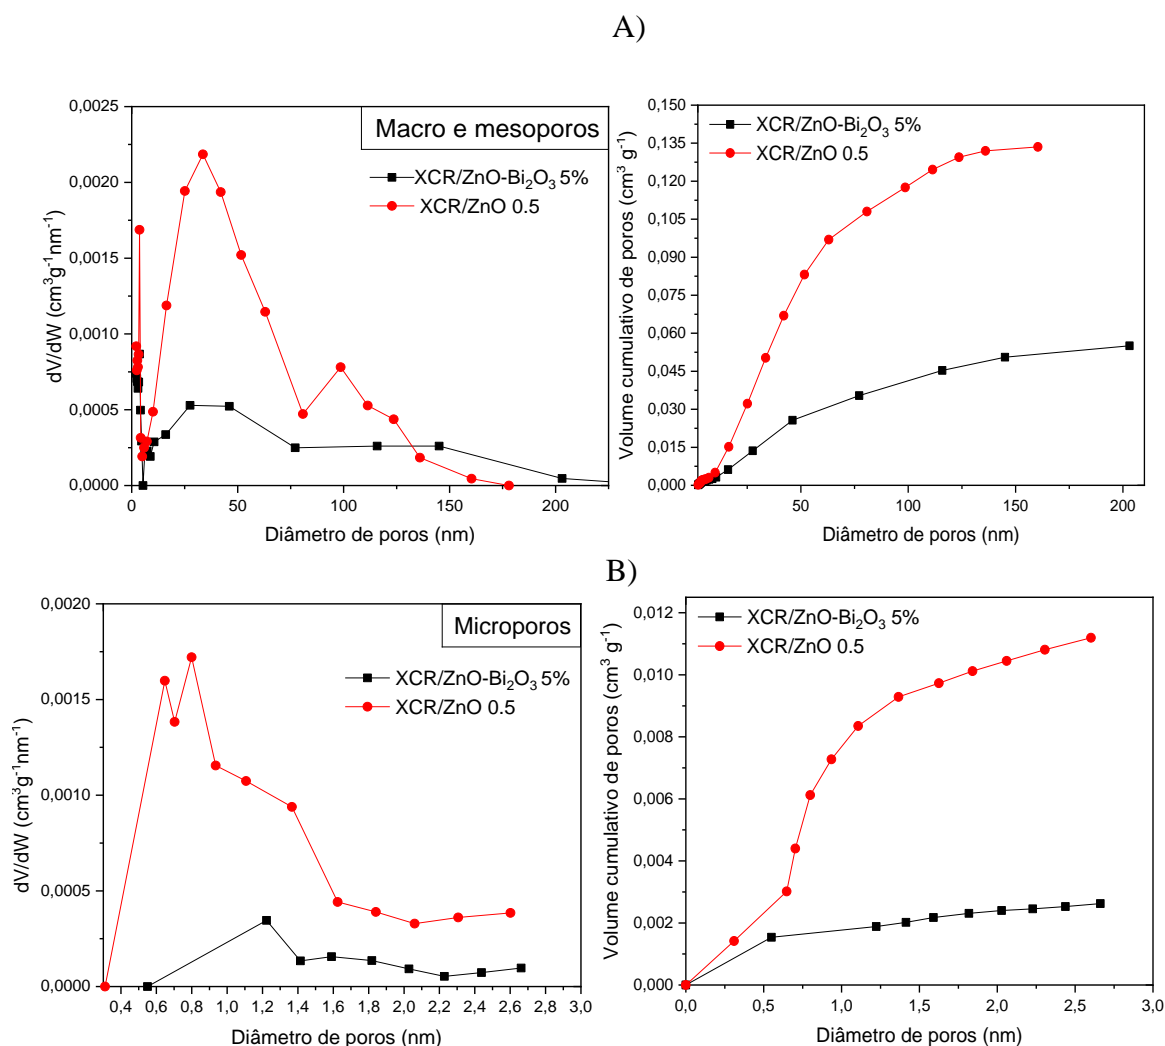 A)
Macro e mesoporos
XCR/ZnO-Bi₂O₃ 5%
XCR/ZnO 0.5
0,0025
0,0020
0,0015
0,0010
0,0005
0,0000
dV/dW (cm³g⁻¹nm⁻¹)
0 50 100 150 200
Diâmetro de poros (nm)
XCR/ZnO-Bi₂O₃ 5%
XCR/ZnO 0.5
0,150
0,135
0,120
0,105
0,090
0,075
0,060
0,045
0,030
0,015
0,000
Volume cumulativo de poros (cm³ g⁻¹)
50 100 150 200
Diâmetro de poros (nm)
B)
Microporos
XCR/ZnO-Bi₂O₃ 5%
XCR/ZnO 0.5
0,0020
0,0015
0,0010
0,0005
0,0000
dV/dW (cm³g⁻¹nm⁻¹)
0,4 0,6 0,8 1,0 1,2 1,4 1,6 1,8 2,0 2,2 2,4 2,6 2,8 3,0
Diâmetro de poros (nm)
XCR/ZnO-Bi₂O₃ 5%
XCR/ZnO 0.5
0,012
0,010
0,008
0,006
0,004
0,002
0,000
Volume cumulativo de poros (cm³ g⁻¹)
0,0 0,5 1,0 1,5 2,0 2,5 3,0
Diâmetro de poros (nm)